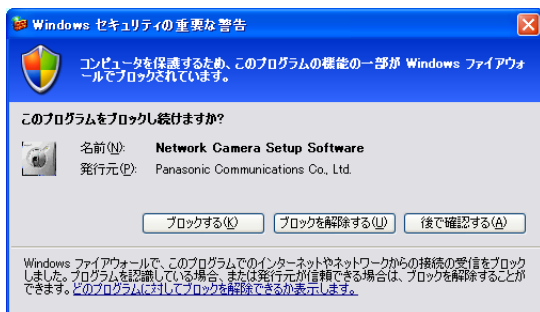 Windows セキュリティの重要な警告
コンピュータを保護するため、このプログラムの機能の一部が Windows ファイアウォ
ールでブロックされています。
このプログラムをブロックし続けますか?
名前(N): Network Camera Setup Software
発行元(P): Panasonic Communications Co., Ltd.
ブロックする(K) ブロックを解除する(U) 後で確認する(A)
Windows ファイアウォールで、このプログラムでのインターネットやネットワークからの接続の受信をブロック
しました。プログラムを認識している場合、または発行元が信頼できる場合は、ブロックを解除することが
できます。どのプログラムに対してブロックを解除できるか表示します。